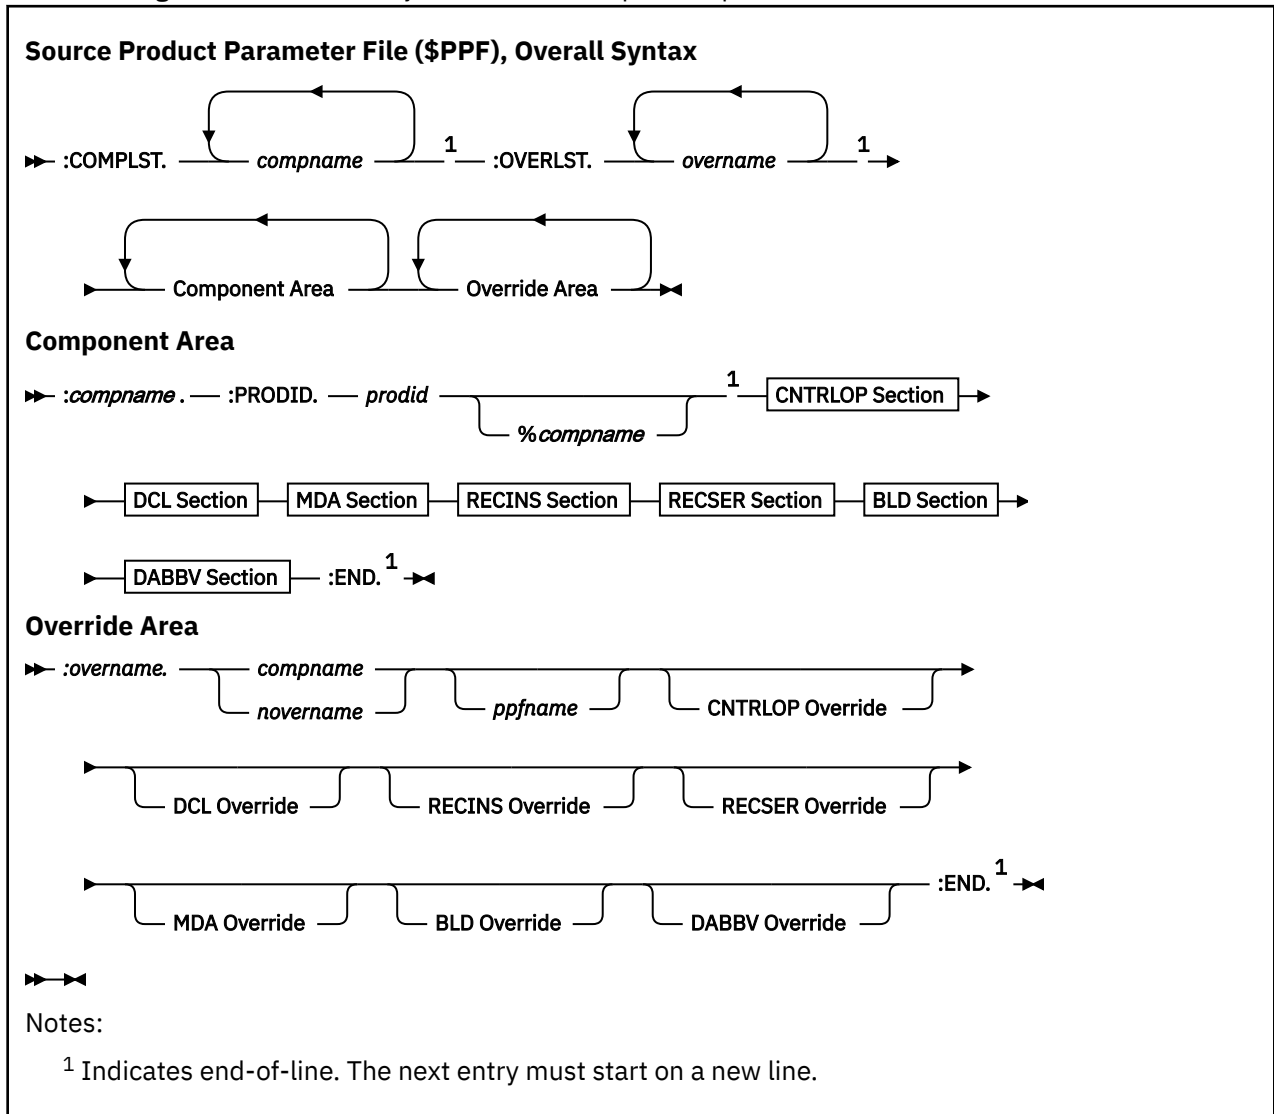 Source Product Parameter File ($PPF), Overall Syntax
:COMPLST. compname 1 :OVERLST. overname 1
Component Area Override Area
Component Area
:compname. :PRODID. prodid %compname 1 CNTRLOP Section
DCL Section MDA Section RECINS Section RECSER Section BLD Section
DABBV Section :END. 1
Override Area
:overname. compname
novername ppfname CNTRLOP Override
DCL Override RECINS Override RECSER Override
:END. 1
MDA Override BLD Override DABBV Override
Notes:
1 Indicates end-of-line. The next entry must start on a new line.